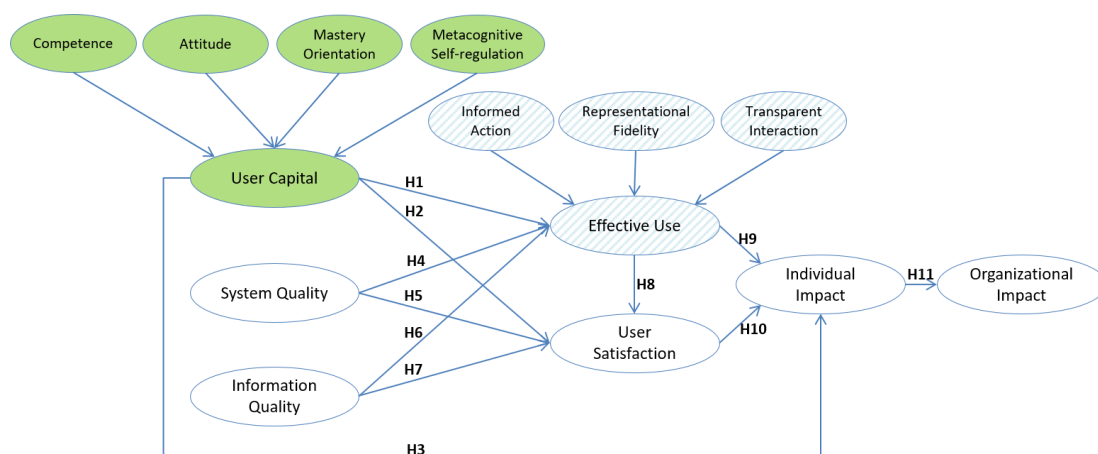 Competence
Attitude
Mastery
Orientation
Metacognitive
Self-regulation
Informed
Action
Representational
Fidelity
Transparent
Interaction
User Capital
H1
H2
Effective Use
H9
H4
System Quality
H5
H8
Individual
Impact
H11
Organizational
Impact
H6
User
Satisfaction
H10
H7
Information
Quality
H3